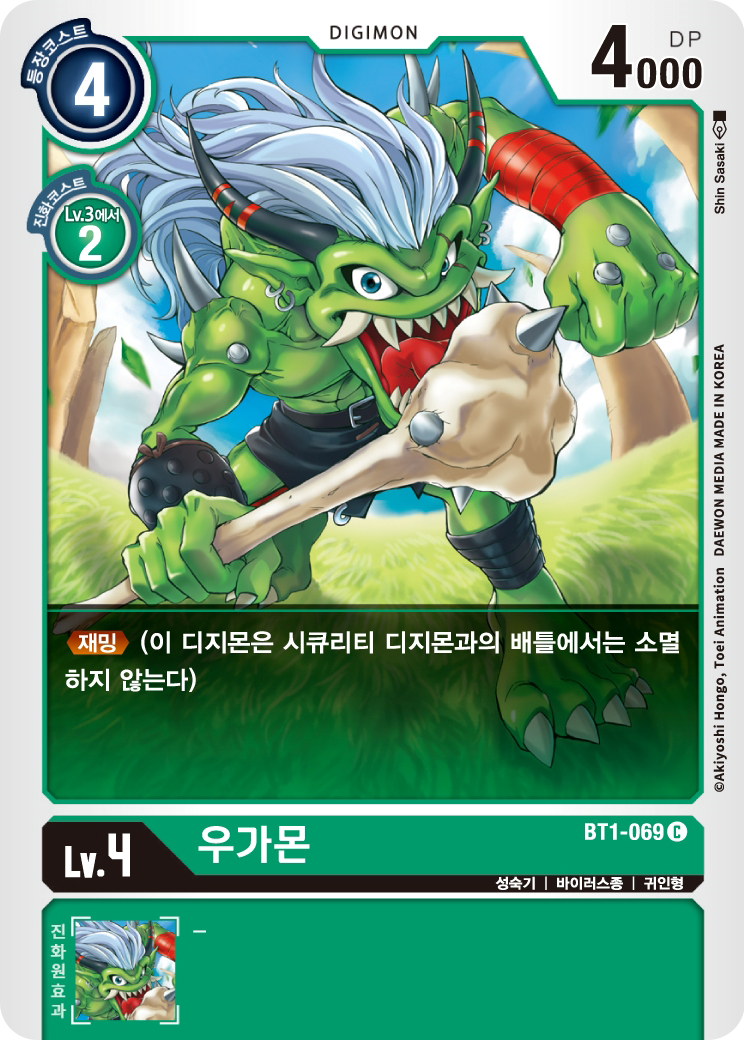 DIGIMON
등장코스트
4
DP
4000
진화코스트
Lv.3에서
2
Shin Sasaki
©Akiyoshi Hongo, Toei Animation DAEWON MEDIA MADE IN KOREA
재밍 (이 디지몬은 시큐리티 디지몬과의 배틀에서는 소멸
하지 않는다)
Lv.4
우가몬
BT1-069 C
성숙기 | 바이러스종 | 귀인형
진화원효과
–